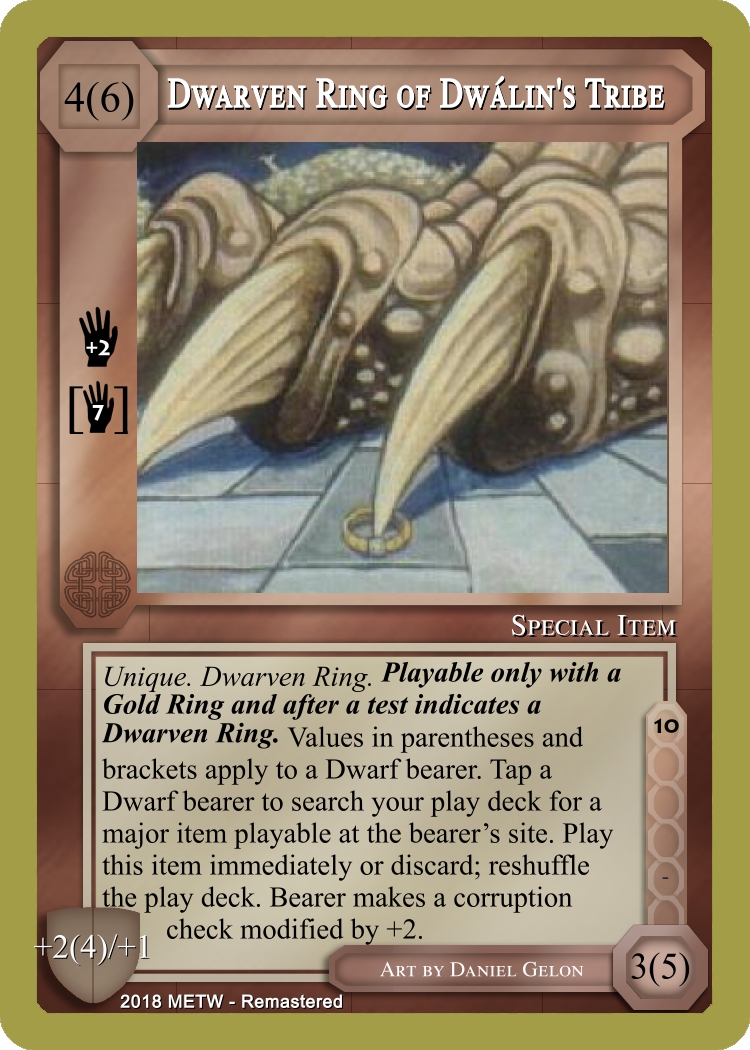 4(6)
Dwarven Ring of Dwálin's Tribe
+2
[7]
Special Item
Unique. Dwarven Ring. Playable only with a
Gold Ring and after a test indicates a
Dwarven Ring. Values in parentheses and
brackets apply to a Dwarf bearer. Tap a
Dwarf bearer to search your play deck for a
major item playable at the bearer's site. Play
this item immediately or discard; reshuffle
the play deck. Bearer makes a corruption
check modified by +2.
10
-
+2(4)/+1
Art by Daniel Gelon
3(5)
2018 METW - Remastered